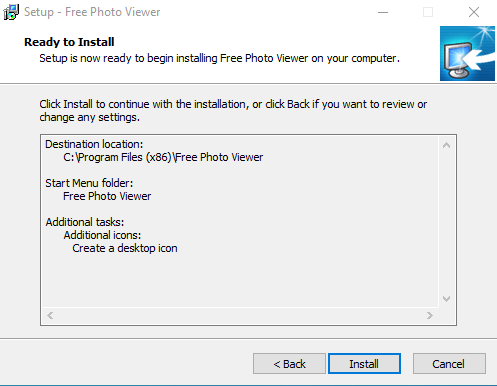 Setup - Free Photo Viewer
Ready to Install
Setup is now ready to begin installing Free Photo Viewer on your computer.
Click Install to continue with the installation, or click Back if you want to review or
change any settings.
Destination location:
C:\Program Files (x86)\Free Photo Viewer
Start Menu folder:
Free Photo Viewer
Additional tasks:
Additional icons:
Create a desktop icon
< Back
Install
Cancel